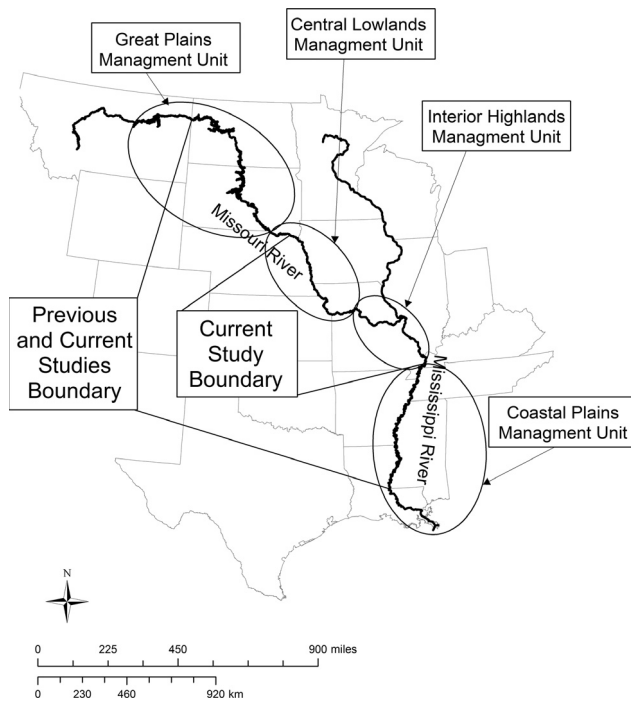 Great Plains
Managment Unit
Central Lowlands
Managment Unit
Interior Highlands
Managment Unit
Missouri River
Previous
and Current
Studies
Boundary
Current
Study
Boundary
Mississippi River
Coastal Plains
Managment Unit
N
0 225 450 900 miles
0 230 460 920 km